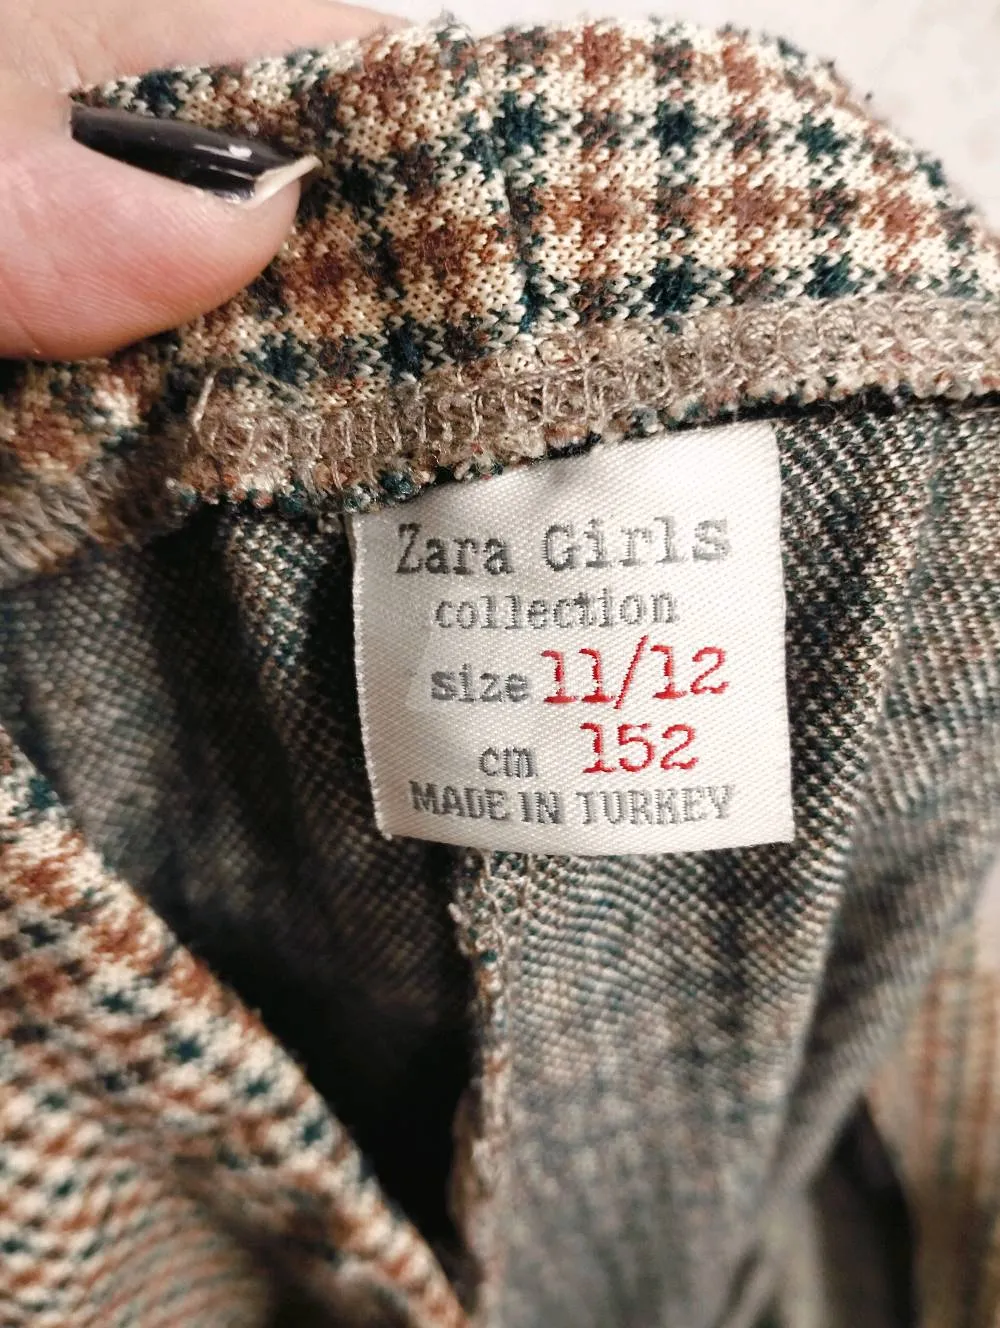 Zara Girls
collection
size 11/12
cm 152
MADE IN TURKEY